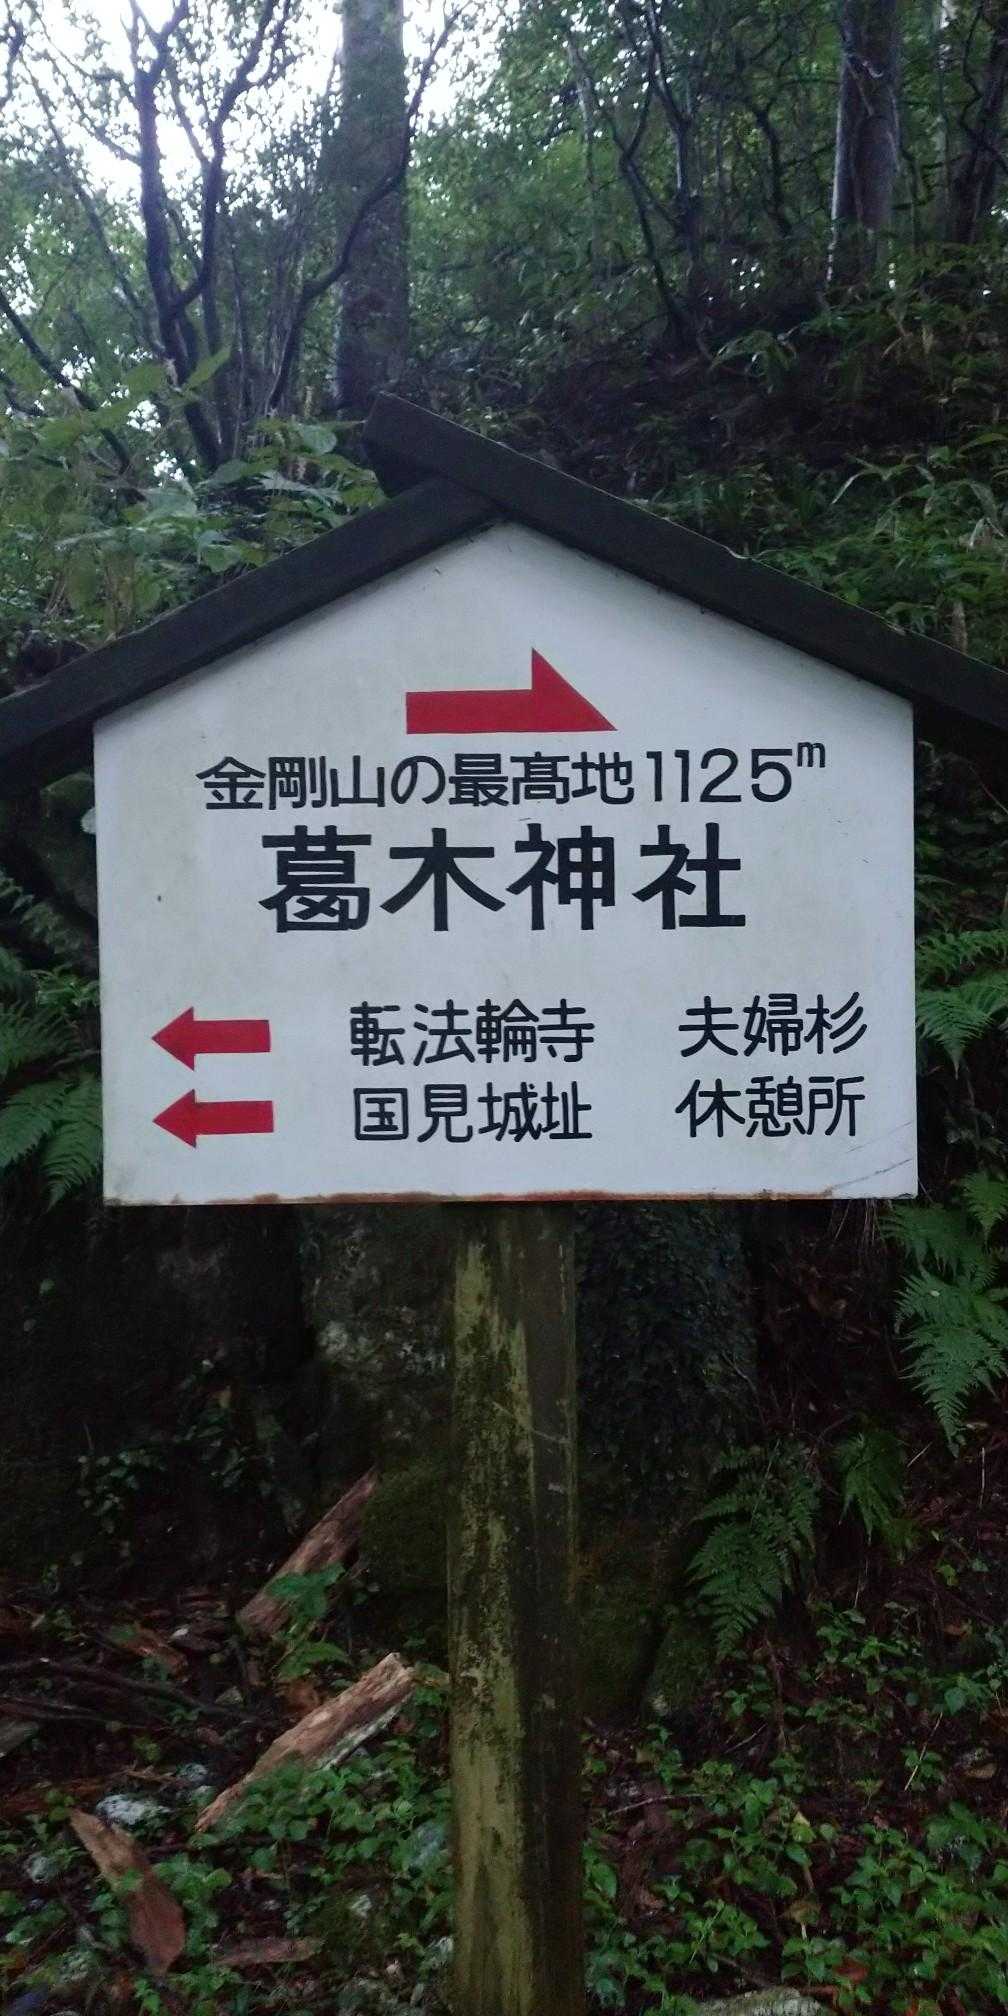 金剛山の最髙地1125m
葛木神社
転法輪寺 夫婦杉
国見城址 休憩所